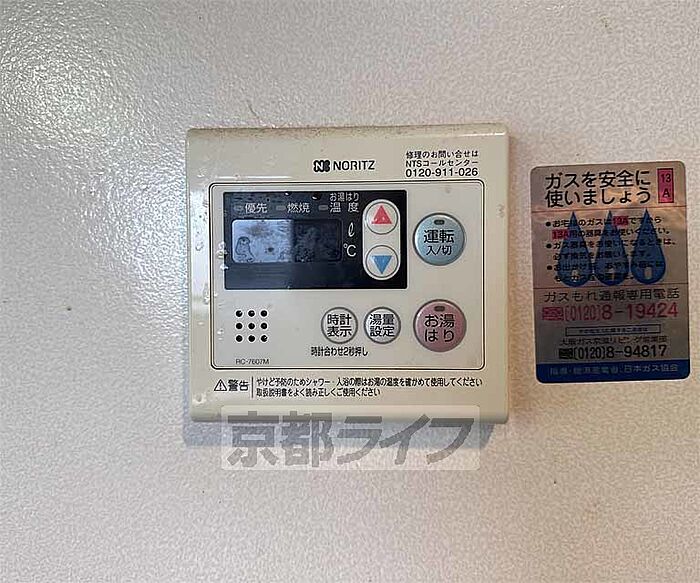 NORITZ
修理のお問い合せは
NTSコールセンター
0120-911-026
優先
燃焼
お湯はり
温度
ℓ
℃
運転
入/切
時計
表示
湯量
設定
お湯
はり
時計合わせ2秒押し
RC-7607M
警告
やけど予防のためシャワー・入浴の際はお湯の温度を確かめて使用してください
取扱説明書をよく読み正しくご使用ください
京都ライフ
ガスを安全に
使いましょう
13
A
ガスもれ通報専用電話
(0120)8-19424
(0120)8-94817